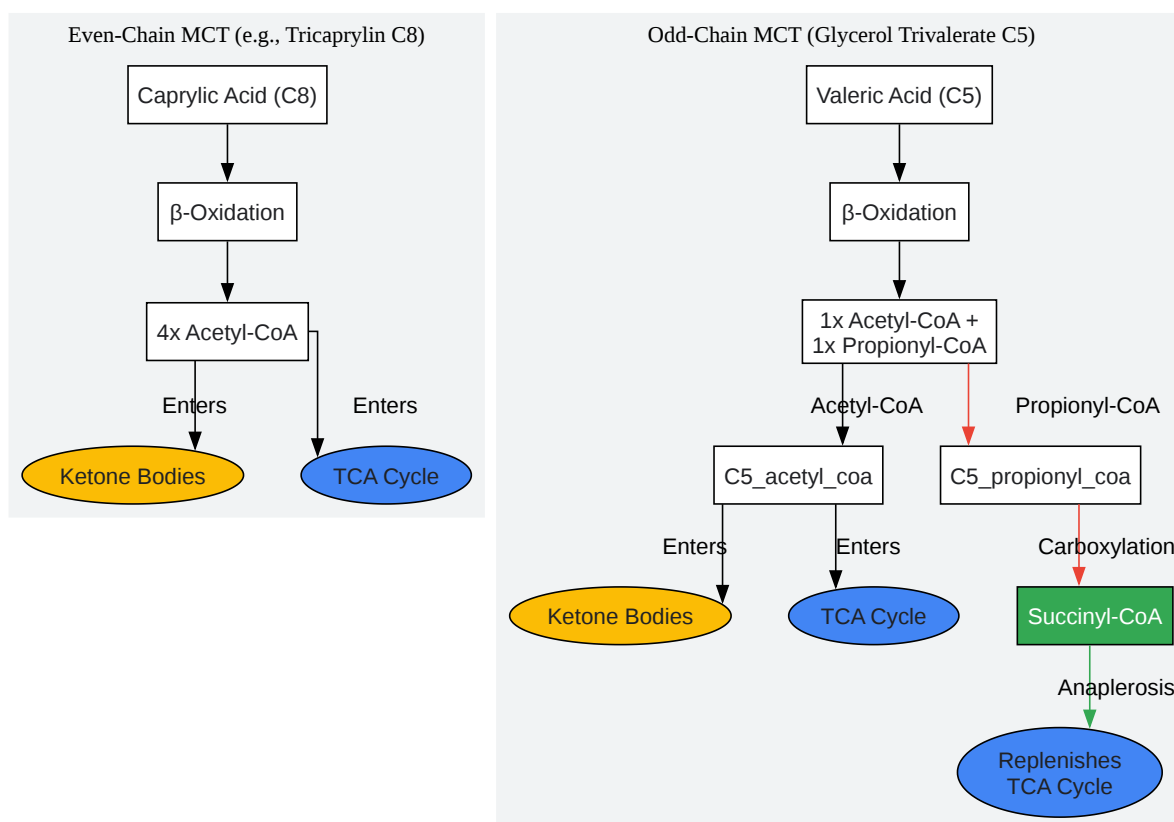 Even-Chain MCT (e.g., Tricaprylin C8)
Caprylic Acid (C8)
β-Oxidation
4x Acetyl-CoA
Enters
Enters
Ketone Bodies
TCA Cycle
Odd-Chain MCT (Glycerol Trivalerate C5)
Valeric Acid (C5)
β-Oxidation
1x Acetyl-CoA +
1x Propionyl-CoA
Acetyl-CoA
Propionyl-CoA
C5_acetyl_coa
C5_propionyl_coa
Enters
Enters
Carboxylation
Ketone Bodies
TCA Cycle
Succinyl-CoA
Anaplerosis
Replenishes
TCA Cycle